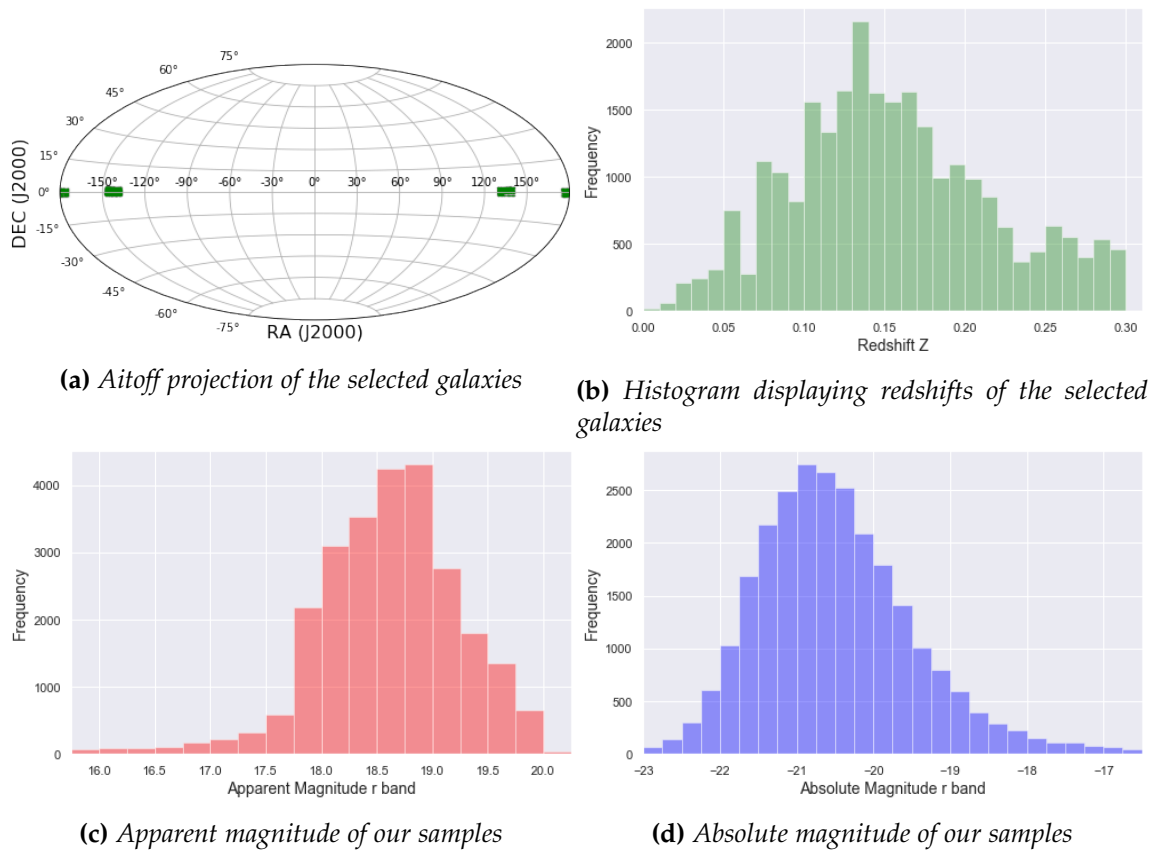 75°
60°
45°
30°
15°
0°
-15°
-30°
-45°
-60°
-75°
-150° -120° -90° -60° -30° 0° 30° 60° 90° 120° 150°
DEC (J2000)
RA (J2000)
(a) Aitoff projection of the selected galaxies
2000
1500
1000
500
0
Frequency
0.00 0.05 0.10 0.15 0.20 0.25 0.30
Redshift Z
(b) Histogram displaying redshifts of the selected
galaxies
4000
3000
2000
1000
0
Frequency
16.0 16.5 17.0 17.5 18.0 18.5 19.0 19.5 20.0
Apparent Magnitude r band
(c) Apparent magnitude of our samples
2500
2000
1500
1000
500
0
Frequency
−23 −22 −21 −20 −19 −18 −17
Absolute Magnitude r band
(d) Absolute magnitude of our samples